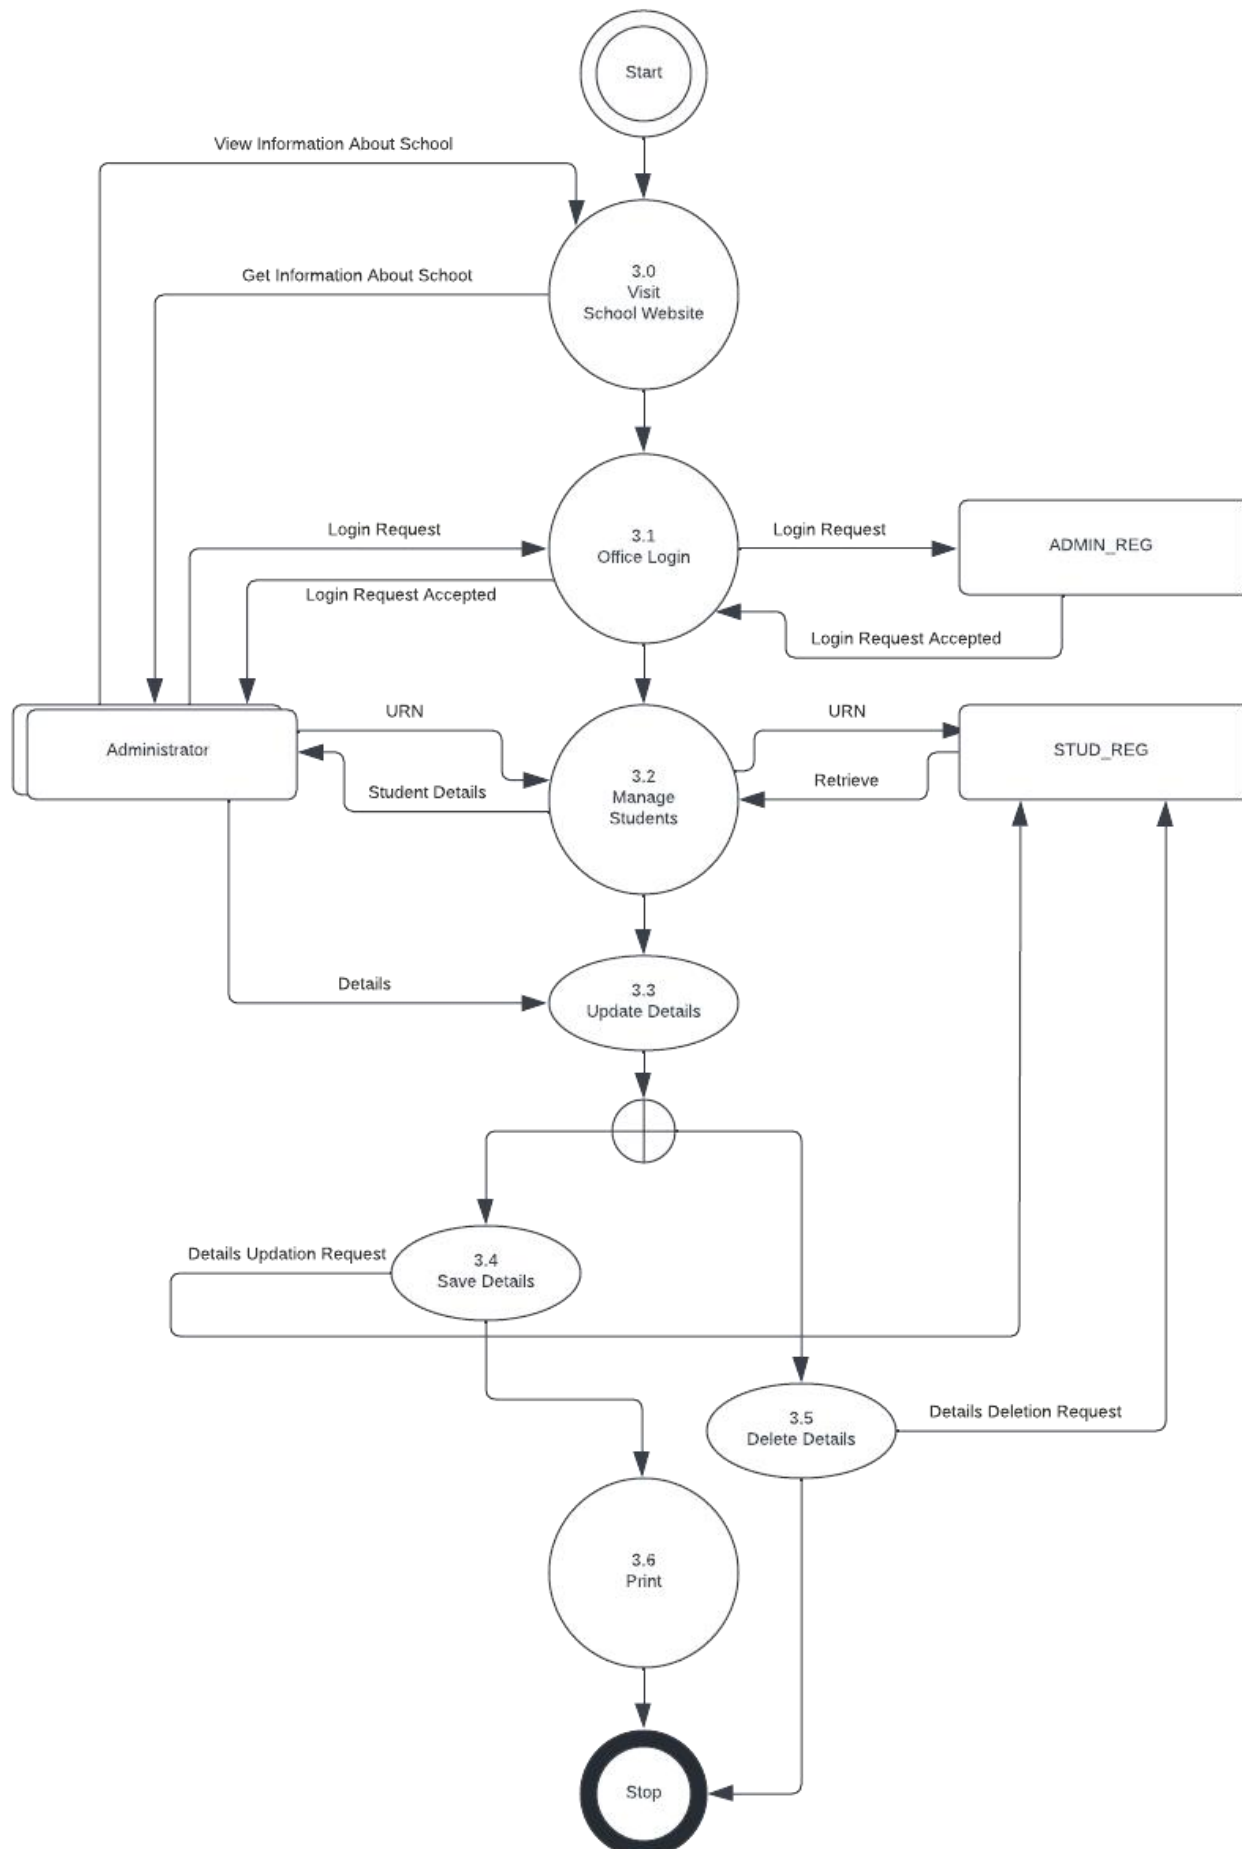 Start
View Information About School
Get Information About Schoot
3.0
Visit
School Website
Login Request
3.1
Office Login
Login Request
ADMIN_REG
Login Request Accepted
Login Request Accepted
URN
Administrator
Student Details
3.2
Manage
Students
URN
STUD_REG
Retrieve
Details
3.3
Update Details
Details Updation Request
3.4
Save Details
3.5
Delete Details
Details Deletion Request
3.6
Print
Stop